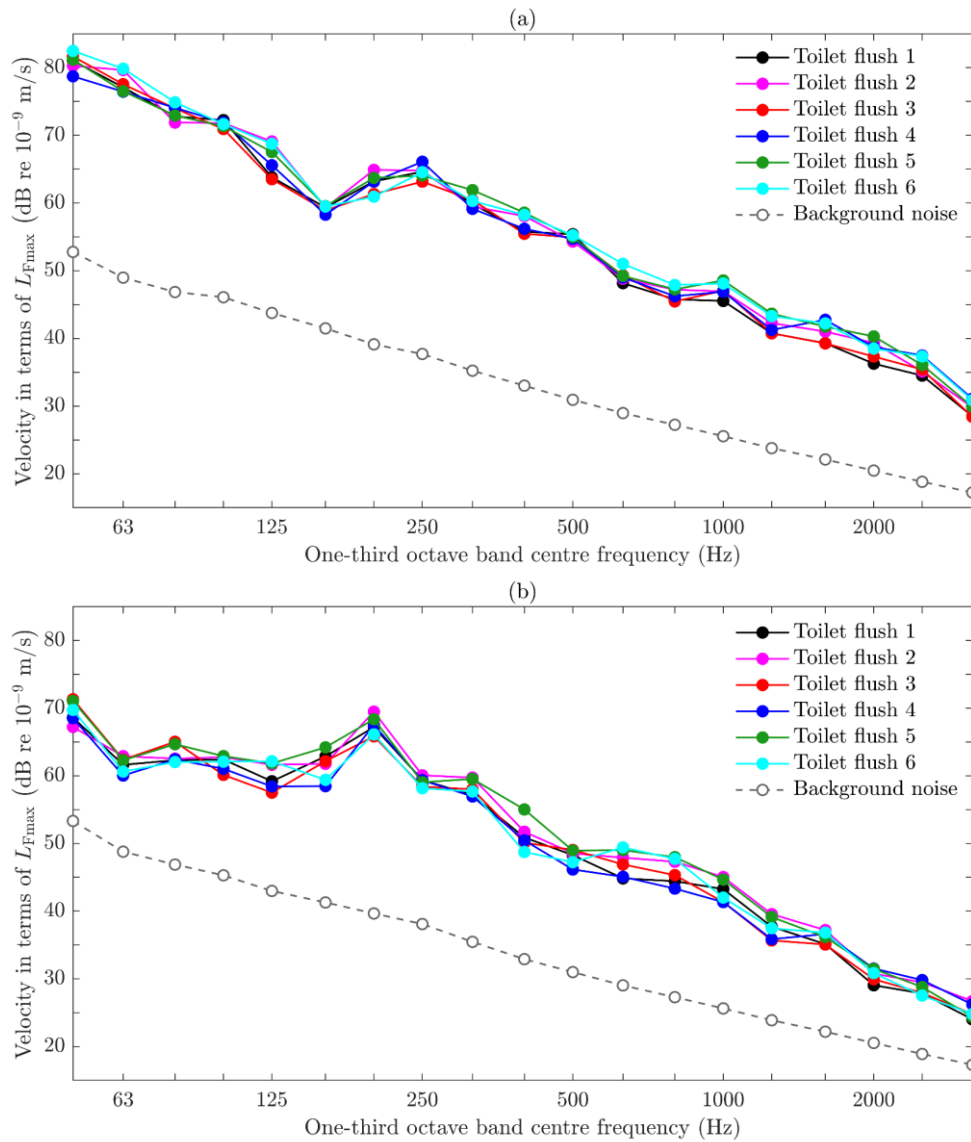 (a)
Velocity in terms of L_Fmax (dB re 10⁻⁹ m/s)
80
70
60
50
40
30
20
Toilet flush 1
Toilet flush 2
Toilet flush 3
Toilet flush 4
Toilet flush 5
Toilet flush 6
Background noise
63 125 250 500 1000 2000
One-third octave band centre frequency (Hz)
(b)
Velocity in terms of L_Fmax (dB re 10⁻⁹ m/s)
80
70
60
50
40
30
20
Toilet flush 1
Toilet flush 2
Toilet flush 3
Toilet flush 4
Toilet flush 5
Toilet flush 6
Background noise
63 125 250 500 1000 2000
One-third octave band centre frequency (Hz)